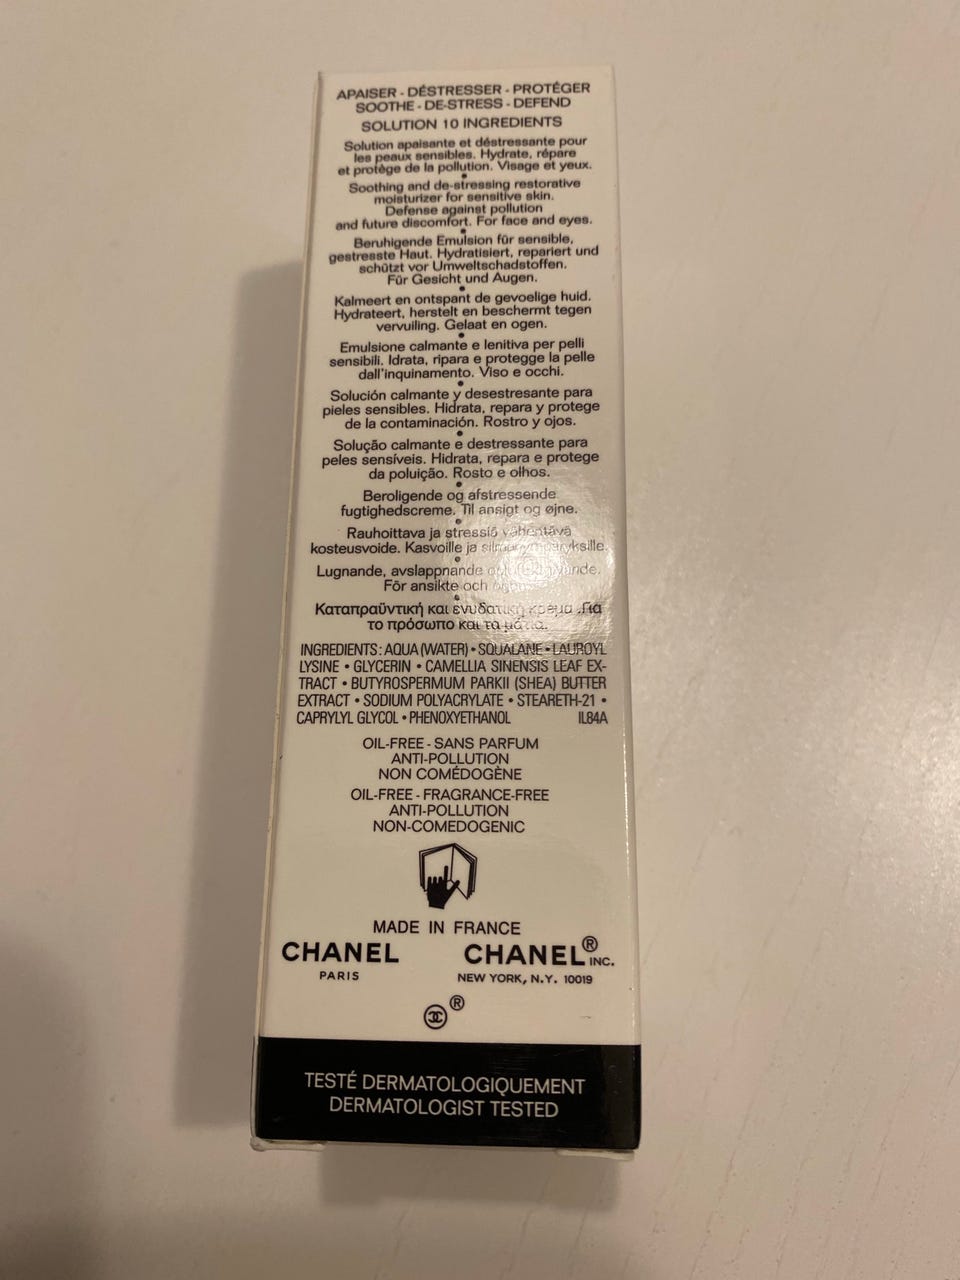 APAISER - DÉSTRESSER - PROTÉGER
SOOTHE - DE-STRESS - DEFEND
SOLUTION 10 INGREDIENTS
Solution apaisante et déstressante pour
les peaux sensibles. Hydrate, répare
et protège de la pollution. Visage et yeux.
•
Soothing and de-stressing restorative
moisturizer for sensitive skin.
Defense against pollution
and future discomfort. For face and eyes.
•
Beruhigende Emulsion für sensible,
gestresste Haut. Hydratisiert, repariert und
schützt vor Umweltschadstoffen.
Für Gesicht und Augen.
•
Kalmeert en ontspant de gevoelige huid.
Hydrateert, herstelt en beschermt tegen
vervuiling. Gelaat en ogen.
•
Emulsione calmante e lenitiva per pelli
sensibili. Idrata, ripara e protegge la pelle
dall'inquinamento. Viso e occhi.
•
Solución calmante y desestresante para
pieles sensibles. Hidrata, repara y protege
de la contaminación. Rostro y ojos.
•
Solução calmante e destressante para
peles sensíveis. Hidrata, repara e protege
da poluição. Rosto e olhos.
•
Beroligende og afstressende
fugtighedscreme. Til ansigt og øjne.
•
Rauhoittava ja stressiä vähentävä
kosteusvoide. Kasvoille ja silmänympäryksille.
•
Lugnande, avslappnande
För ansikte och
•
Καταπραϋντική και ενυδατική κρέμα. Για
το πρόσωπο και τα μάτια.
INGREDIENTS: AQUA (WATER) • SQUALANE • LAUROYL
LYSINE • GLYCERIN • CAMELLIA SINENSIS LEAF EX-
TRACT • BUTYROSPERMUM PARKII (SHEA) BUTTER
EXTRACT • SODIUM POLYACRYLATE • STEARETH-21 •
CAPRYLYL GLYCOL • PHENOXYETHANOL IL84A
OIL-FREE - SANS PARFUM
ANTI-POLLUTION
NON COMÉDOGÈNE
OIL-FREE - FRAGRANCE-FREE
ANTI-POLLUTION
NON-COMEDOGENIC
MADE IN FRANCE
CHANEL CHANEL® INC.
PARIS NEW YORK, N.Y. 10019
®
TESTÉ DERMATOLOGIQUEMENT
DERMATOLOGIST TESTED